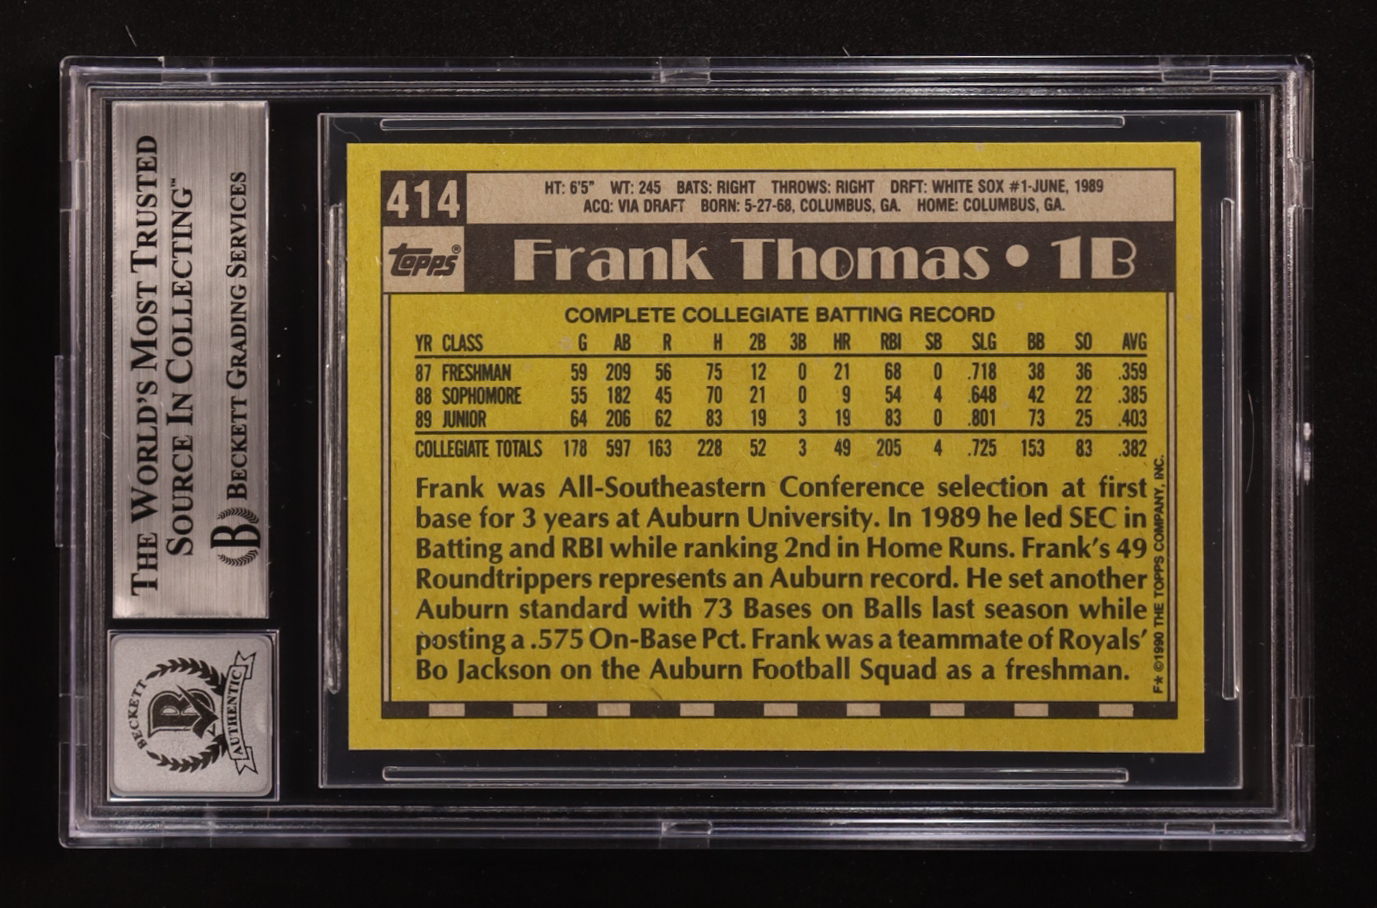 THE WORLD'S MOST TRUSTED
SOURCE IN COLLECTING™
B BECKETT GRADING SERVICES
BECKETT
B
AUTHENTIC
414
HT: 6'5" WT: 245 BATS: RIGHT THROWS: RIGHT DRFT: WHITE SOX #1-JUNE, 1989
ACQ: VIA DRAFT BORN: 5-27-68, COLUMBUS, GA. HOME: COLUMBUS, GA.
Topps®
Frank Thomas • 1B
COMPLETE COLLEGIATE BATTING RECORD
YR CLASS G AB R H 2B 3B HR RBI SB SLG BB SO AVG
87 FRESHMAN 59 209 56 75 12 0 21 68 0 .718 38 36 .359
88 SOPHOMORE 55 182 45 70 21 0 9 54 4 .648 42 22 .385
89 JUNIOR 64 206 62 83 19 3 19 83 0 .801 73 25 .403
COLLEGIATE TOTALS 178 597 163 228 52 3 49 205 4 .725 153 83 .382
Frank was All-Southeastern Conference selection at first
base for 3 years at Auburn University. In 1989 he led SEC in
Batting and RBI while ranking 2nd in Home Runs. Frank's 49
Roundtrippers represents an Auburn record. He set another
Auburn standard with 73 Bases on Balls last season while
posting a .575 On-Base Pct. Frank was a teammate of Royals'
Bo Jackson on the Auburn Football Squad as a freshman.
F★ ©1990 THE TOPPS COMPANY, INC.